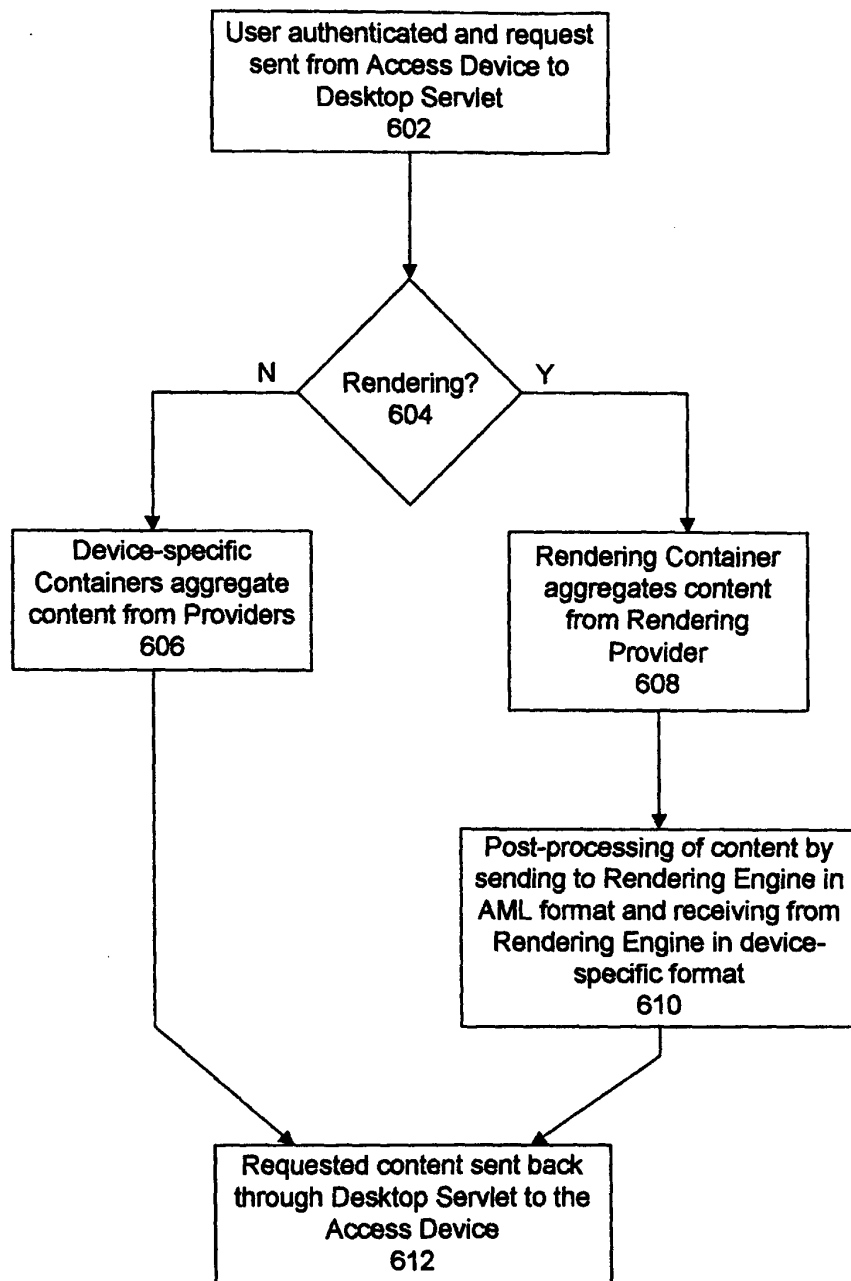 User authenticated and request
sent from Access Device to
Desktop Servlet
602
N
Rendering?
604
Y
Device-specific
Containers aggregate
content from Providers
606
Rendering Container
aggregates content
from Rendering
Provider
608
Post-processing of content by
sending to Rendering Engine in
AML format and receiving from
Rendering Engine in device-
specific format
610
Requested content sent back
through Desktop Servlet to the
Access Device
612